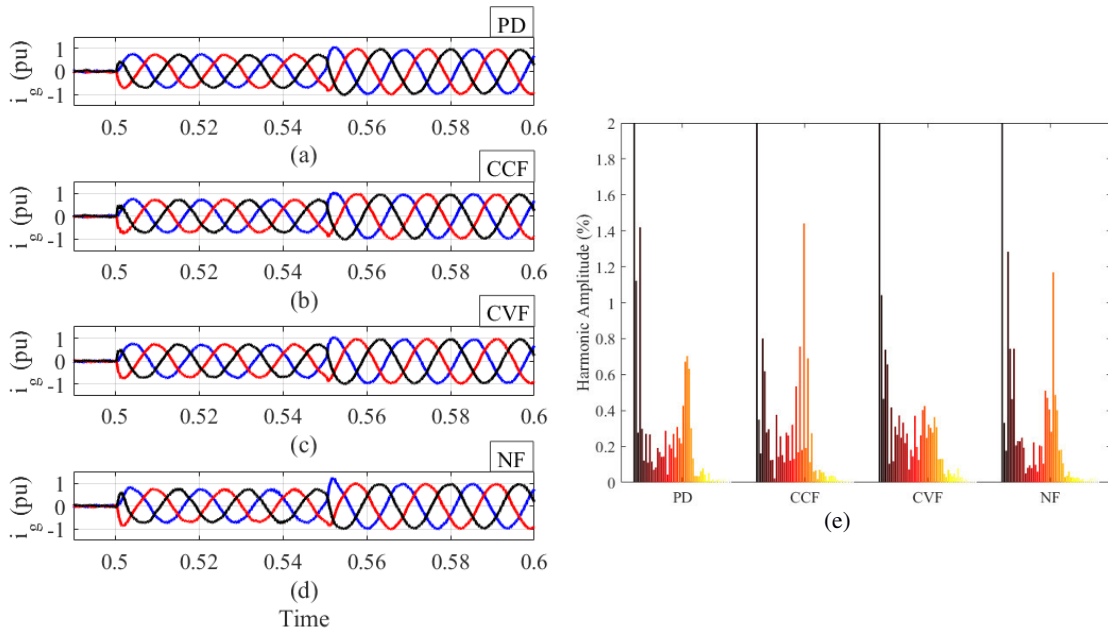 PD
i_g (pu)
1
0
-1
0.5 0.52 0.54 0.56 0.58 0.6
(a)
CCF
i_g (pu)
1
0
-1
0.5 0.52 0.54 0.56 0.58 0.6
(b)
CVF
i_g (pu)
1
0
-1
0.5 0.52 0.54 0.56 0.58 0.6
(c)
NF
i_g (pu)
1
0
-1
0.5 0.52 0.54 0.56 0.58 0.6
(d)
Time
Harmonic Amplitude (%)
2
1.8
1.6
1.4
1.2
1
0.8
0.6
0.4
0.2
0
PD CCF CVF NF
(e)